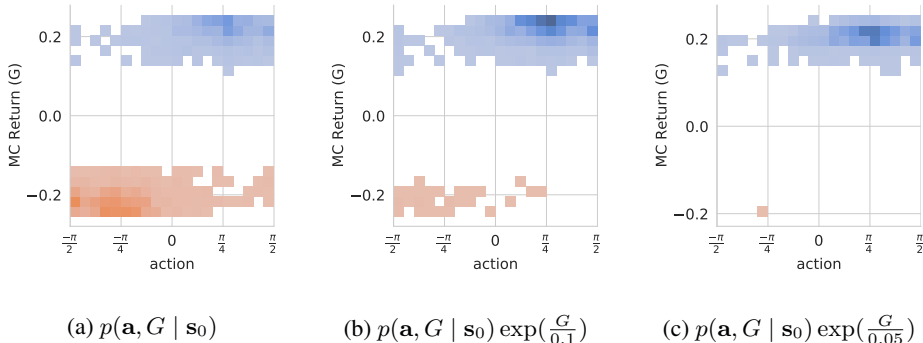 0.2
0.0
−0.2
MC Return (G)
−π/2 −π/4 0 π/4 π/2
action
(a) p(a, G | s₀)
0.2
0.0
−0.2
MC Return (G)
−π/2 −π/4 0 π/4 π/2
action
(b) p(a, G | s₀) exp(G/0.1)
0.2
0.0
−0.2
MC Return (G)
−π/2 −π/4 0 π/4 π/2
action
(c) p(a, G | s₀) exp(G/0.05)